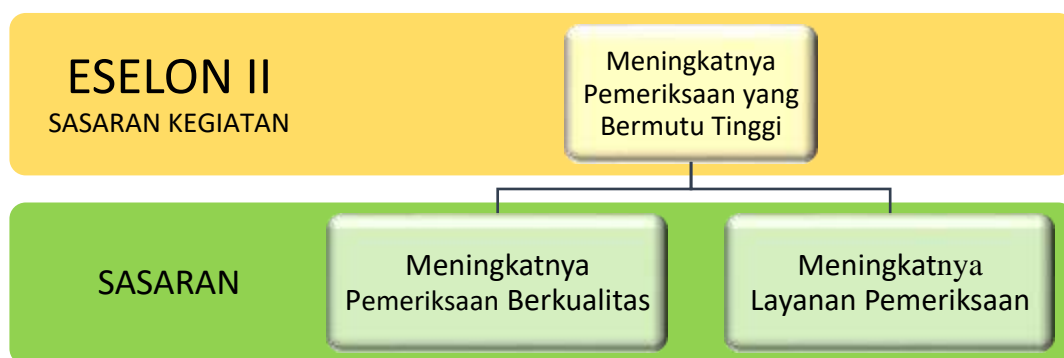 ESELON II
SASARAN KEGIATAN
Meningkatnya
Pemeriksaan yang
Bermutu Tinggi
SASARAN
Meningkatnya
Pemeriksaan Berkualitas
Meningkatnya
Layanan Pemeriksaan